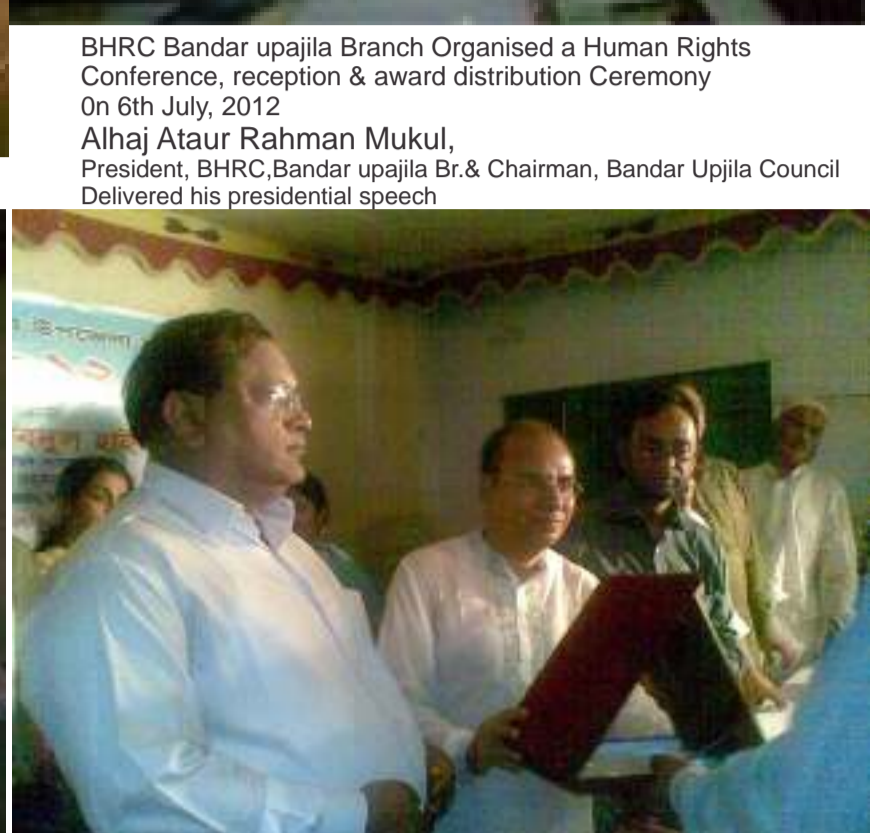 BHRC Bandar upajila Branch Organised a Human Rights
Conference, reception & award distribution Ceremony
0n 6th July, 2012
Alhaj Ataur Rahman Mukul,
President, BHRC,Bandar upajila Br.& Chairman, Bandar Upjila Council
Delivered his presidential speech